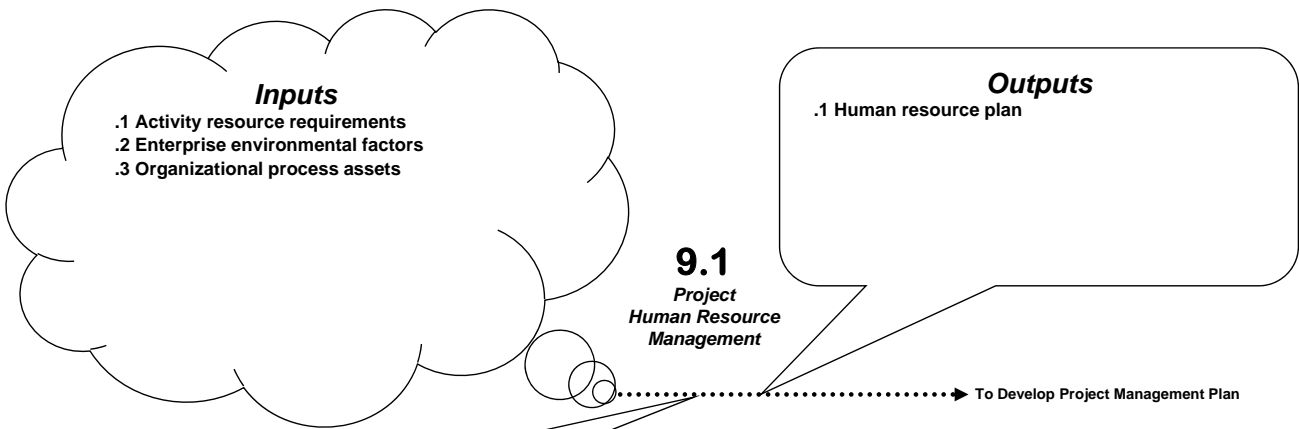 Inputs
.1 Activity resource requirements
.2 Enterprise environmental factors
.3 Organizational process assets
Outputs
.1 Human resource plan
9.1
Project
Human Resource
Management
To Develop Project Management Plan